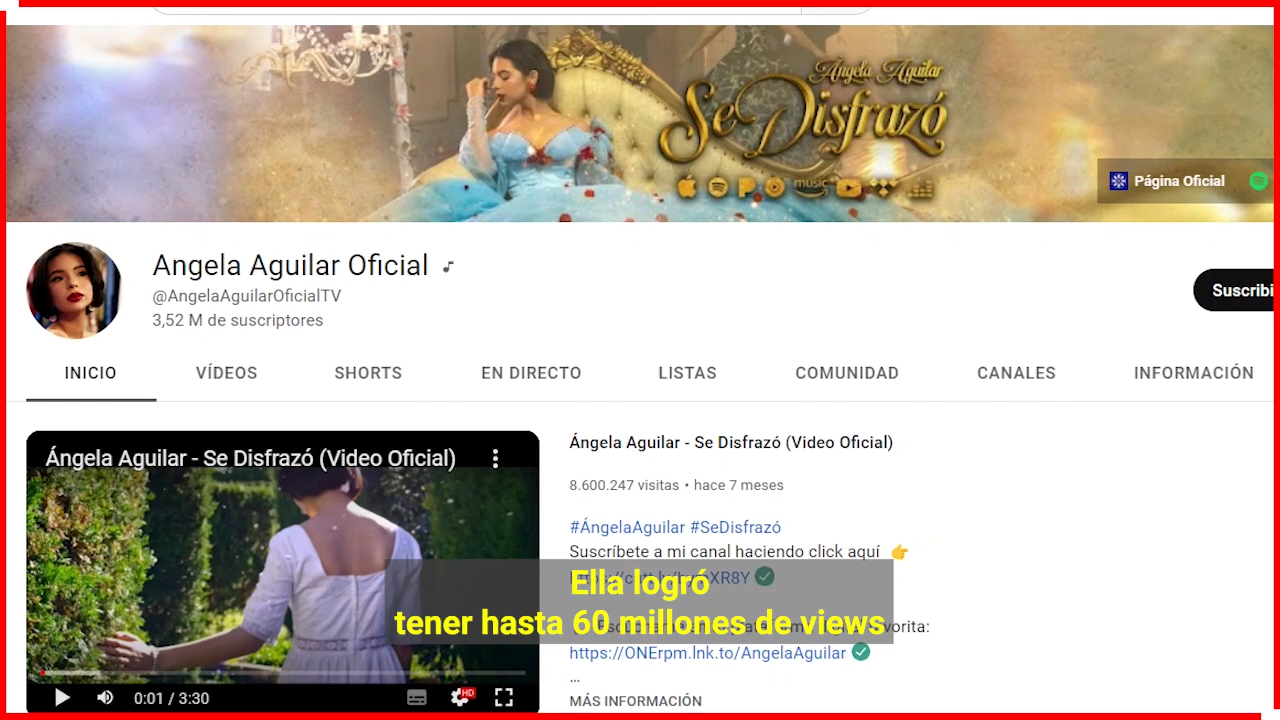 Ángela Aguilar
Se Disfrazó
music
Página Oficial
Angela Aguilar Oficial
@AngelaAguilarOficialTV
3,52 M de suscriptores
Suscribi
INICIO
VÍDEOS
SHORTS
EN DIRECTO
LISTAS
COMUNIDAD
CANALES
INFORMACIÓN
Ángela Aguilar - Se Disfrazó (Video Oficial)
0:01 / 3:30
HD
Ángela Aguilar - Se Disfrazó (Video Oficial)
8.600.247 visitas • hace 7 meses
#ÁngelaAguilar #SeDisfrazó
Suscríbete a mi canal haciendo click aquí 👉
Ella logró
tener hasta 60 millones de views
https://ONErpm.lnk.to/AngelaAguilar
...
MÁS INFORMACIÓN